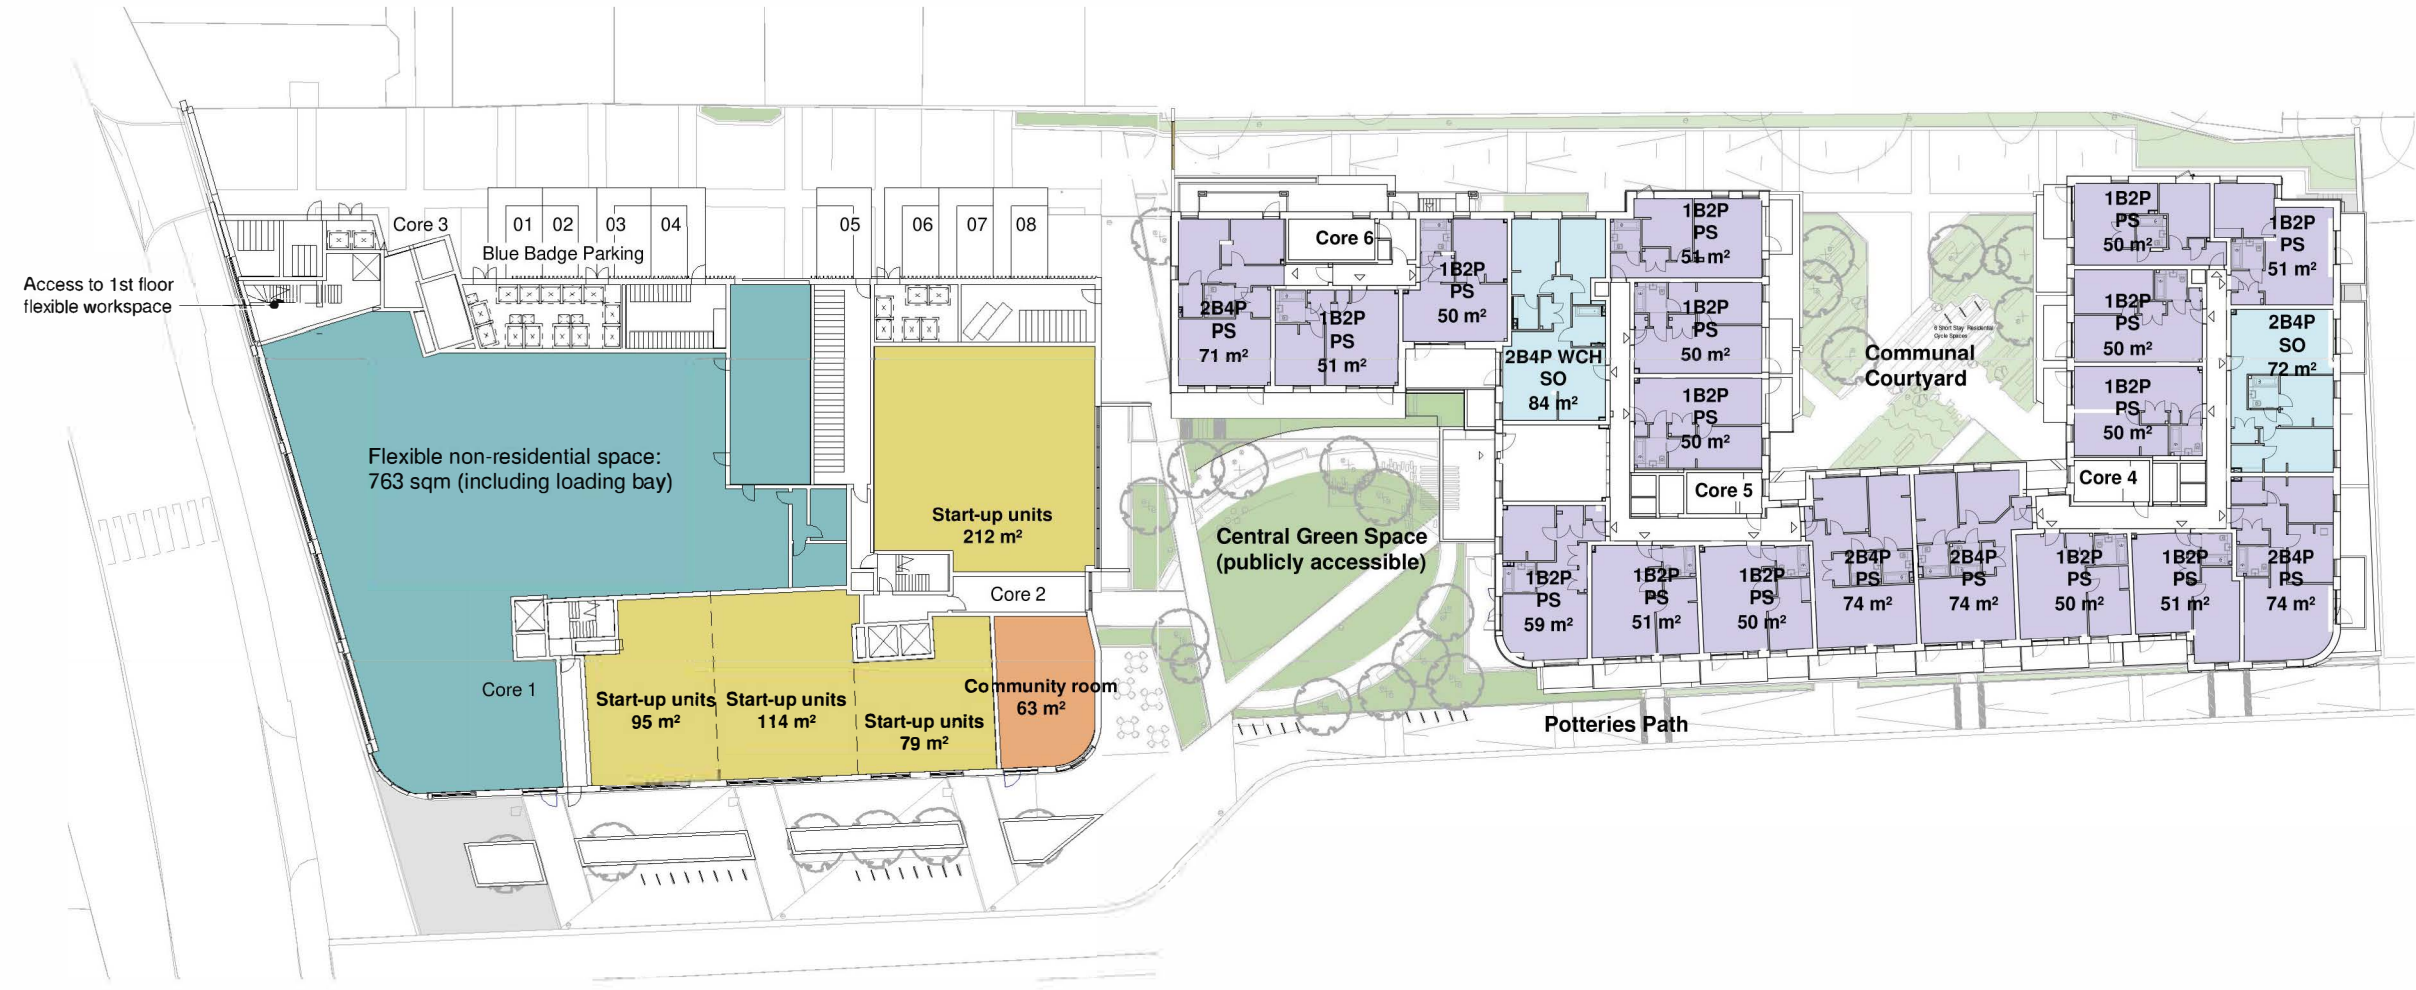 Core 3
01
02
03
04
05
06
07
08
Blue Badge Parking
Access to 1st floor
flexible workspace
Flexible non-residential space:
763 sqm (including loading bay)
Start-up units
212 m²
Core 2
Core 1
Start-up units
95 m²
Start-up units
114 m²
Start-up units
79 m²
Community room
63 m²
Core 6
2B4P
PS
71 m²
1B2P
PS
51 m²
1B2P
PS
50 m²
2B4P WCH
SO
84 m²
1B2P
PS
51 m²
1B2P
PS
50 m²
1B2P
PS
50 m²
6 Short Stay Residential
Cycle Spaces
Communal
Courtyard
1B2P
PS
50 m²
1B2P
PS
51 m²
1B2P
PS
50 m²
2B4P
SO
72 m²
1B2P
PS
50 m²
Core 5
Core 4
Central Green Space
(publicly accessible)
1B2P
PS
59 m²
1B2P
PS
51 m²
1B2P
PS
50 m²
2B4P
PS
74 m²
2B4P
PS
74 m²
1B2P
PS
50 m²
1B2P
PS
51 m²
2B4P
PS
74 m²
Potteries Path